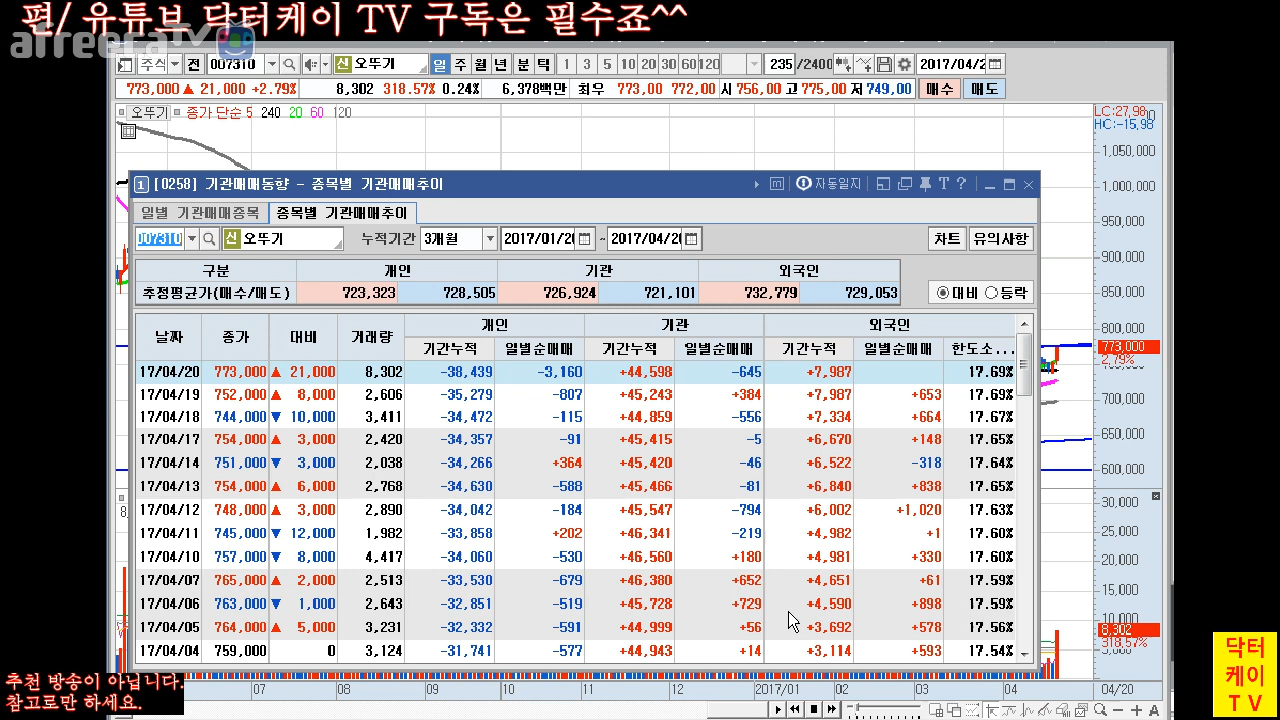 편/ 유튜브 닥터케이 TV 구독은 필수죠^^
afreecaTV
주식 전 007310 신 오뚜기 일 주 월 년 분 틱 1 3 5 10 20 30 60 120 235 /2400 2017/04/2
773,000 ▲ 21,000 +2.79% 8,302 318.57% 0.24% 6,378백만 최우 773,00 772,00 시 756,00 고 775,00 저 749,00 매수 매도
오뚜기 종가 단순 5 240 20 60 120
LC:27,98
HC:-15,98
1,050,000
1,000,000
950,000
900,000
850,000
800,000
773,000
2,79%
700,000
650,000
600,000
1 [0258] 기관매매동향 - 종목별 기관매매추이 자동일지 T ?
일별 기관매매종목 종목별 기관매매추이
007310 신 오뚜기 누적기간 3개월 2017/01/20 ~ 2017/04/20 차트 유의사항
구분 개인 기관 외국인
추정평균가(매수/매도) 723,323 728,505 726,924 721,101 732,779 729,053 대비 등락
날짜 종가 대비 거래량 개인 기관 외국인
기간누적 일별순매매 기간누적 일별순매매 기간누적 일별순매매 한도소...
17/04/20 773,000 ▲ 21,000 8,302 -38,439 -3,160 +44,598 -645 +7,987 17.69%
17/04/19 752,000 ▲ 8,000 2,606 -35,279 -807 +45,243 +384 +7,987 +653 17.69%
17/04/18 744,000 ▼ 10,000 3,411 -34,472 -115 +44,859 -556 +7,334 +664 17.67%
17/04/17 754,000 ▲ 3,000 2,420 -34,357 -91 +45,415 -5 +6,670 +148 17.65%
17/04/14 751,000 ▼ 3,000 2,038 -34,266 +364 +45,420 -46 +6,522 -318 17.64%
17/04/13 754,000 ▲ 6,000 2,768 -34,630 -588 +45,466 -81 +6,840 +838 17.65%
17/04/12 748,000 ▲ 3,000 2,890 -34,042 -184 +45,547 -794 +6,002 +1,020 17.63%
17/04/11 745,000 ▼ 12,000 1,982 -33,858 +202 +46,341 -219 +4,982 +1 17.60%
17/04/10 757,000 ▼ 8,000 4,417 -34,060 -530 +46,560 +180 +4,981 +330 17.60%
17/04/07 765,000 ▲ 2,000 2,513 -33,530 -679 +46,380 +652 +4,651 +61 17.59%
17/04/06 763,000 ▼ 1,000 2,643 -32,851 -519 +45,728 +729 +4,590 +898 17.59%
17/04/05 764,000 ▲ 5,000 3,231 -32,332 -591 +44,999 +56 +3,692 +578 17.56%
17/04/04 759,000 0 3,124 -31,741 -577 +44,943 +14 +3,114 +593 17.54%
30,000
25,000
20,000
15,000
10,000
8,302
318,57%
07 08 09 10 11 12 2017/01 02 03 04 04/20
추천 방송이 아닙니다.
참고로만 하세요.
닥터
케이
T V